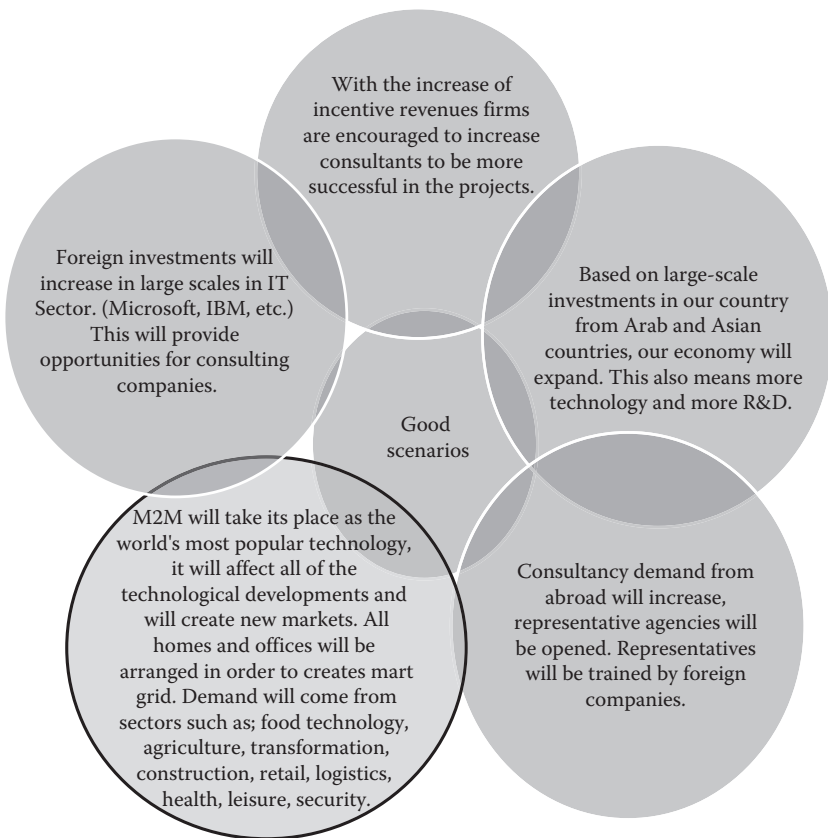 With the increase of
incentive revenues firms
are encouraged to increase
consultants to be more
successful in the projects.
Foreign investments will
increase in large scales in IT
Sector. (Microsoft, IBM, etc.)
This will provide
opportunities for consulting
companies.
Based on large-scale
investments in our country
from Arab and Asian
countries, our economy will
expand. This also means more
technology and more R&D.
Good
scenarios
M2M will take its place as the
world's most popular technology,
it will affect all of the
technological developments and
will create new markets. All
homes and offices will be
arranged in order to creates mart
grid. Demand will come from
sectors such as; food technology,
agriculture, transformation,
construction, retail, logistics,
health, leisure, security.
Consultancy demand from
abroad will increase,
representative agencies will
be opened. Representatives
will be trained by foreign
companies.